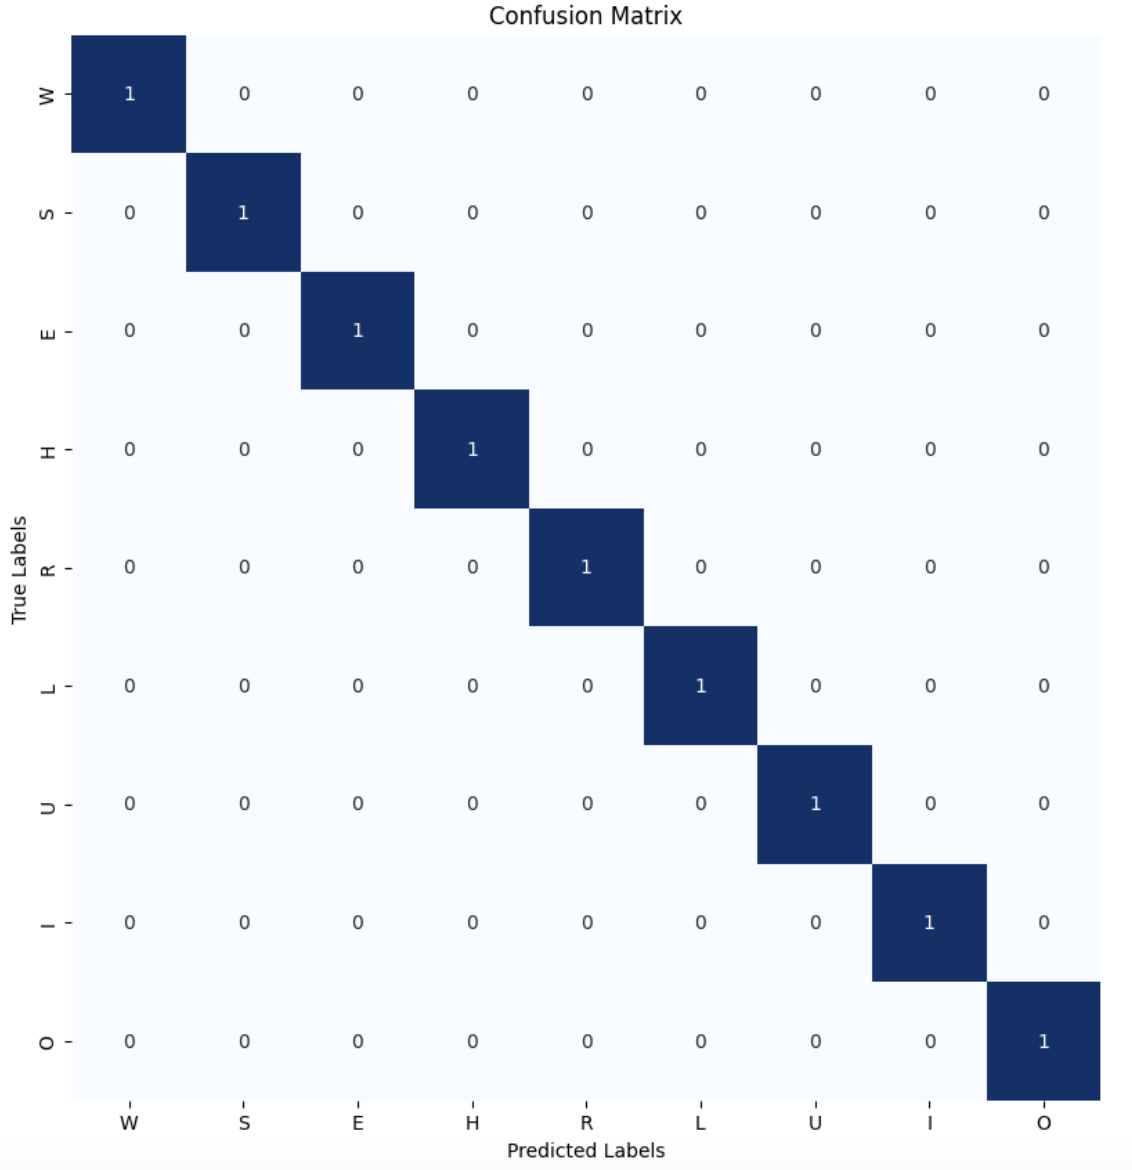 Confusion Matrix
W 1 0 0 0 0 0 0 0 0
S 0 1 0 0 0 0 0 0 0
E 0 0 1 0 0 0 0 0 0
H 0 0 0 1 0 0 0 0 0
R 0 0 0 0 1 0 0 0 0
L 0 0 0 0 0 1 0 0 0
U 0 0 0 0 0 0 1 0 0
I 0 0 0 0 0 0 0 1 0
O 0 0 0 0 0 0 0 0 1
True Labels
W S E H R L U I O
Predicted Labels